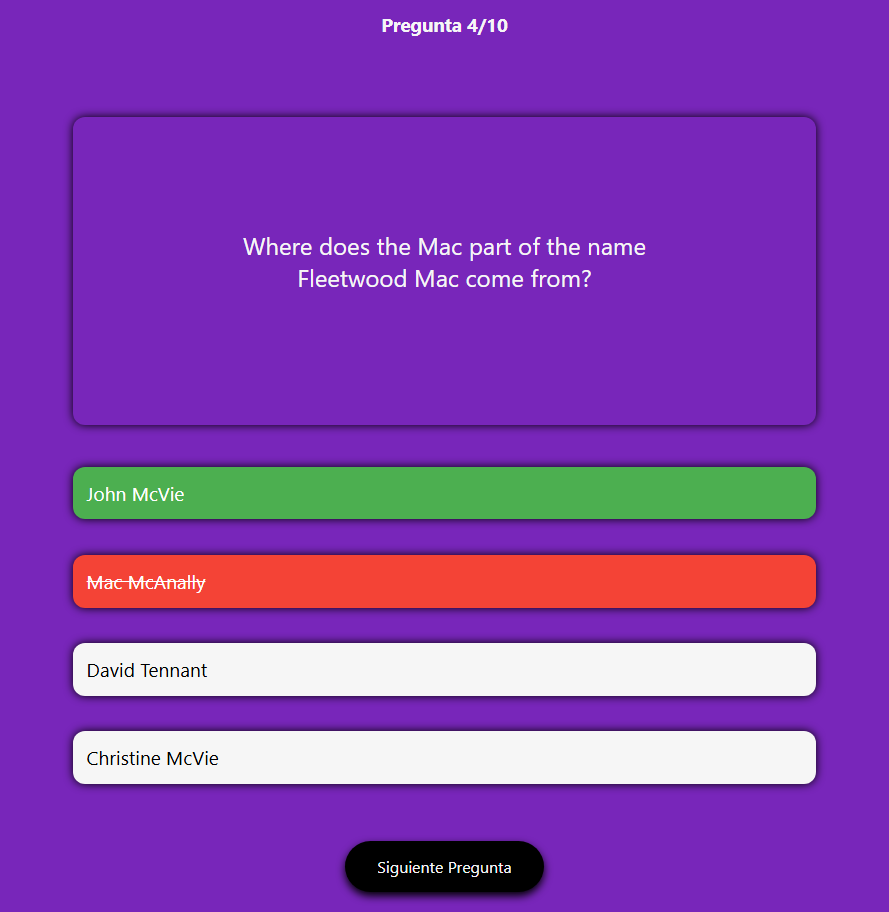 Pregunta 4/10
Where does the Mac part of the name
Fleetwood Mac come from?
John McVie
Mac McAnally
David Tennant
Christine McVie
Siguiente Pregunta